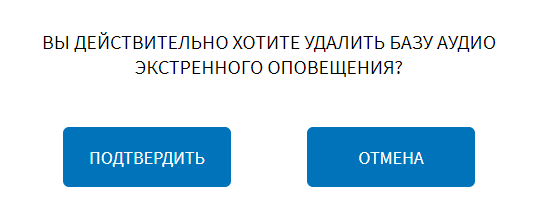 ВЫ ДЕЙСТВИТЕЛЬНО ХОТИТЕ УДАЛИТЬ БАЗУ АУДИО
ЭКСТРЕННОГО ОПОВЕЩЕНИЯ?
ПОДТВЕРДИТЬ
ОТМЕНА